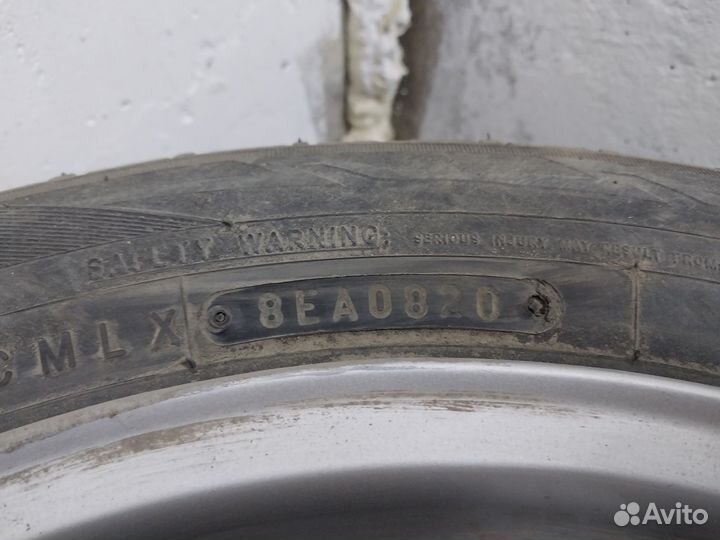 SAFETY WARNING: SERIOUS INJURY MAY RESULT FROM
CMLX 8EA0820
Avito